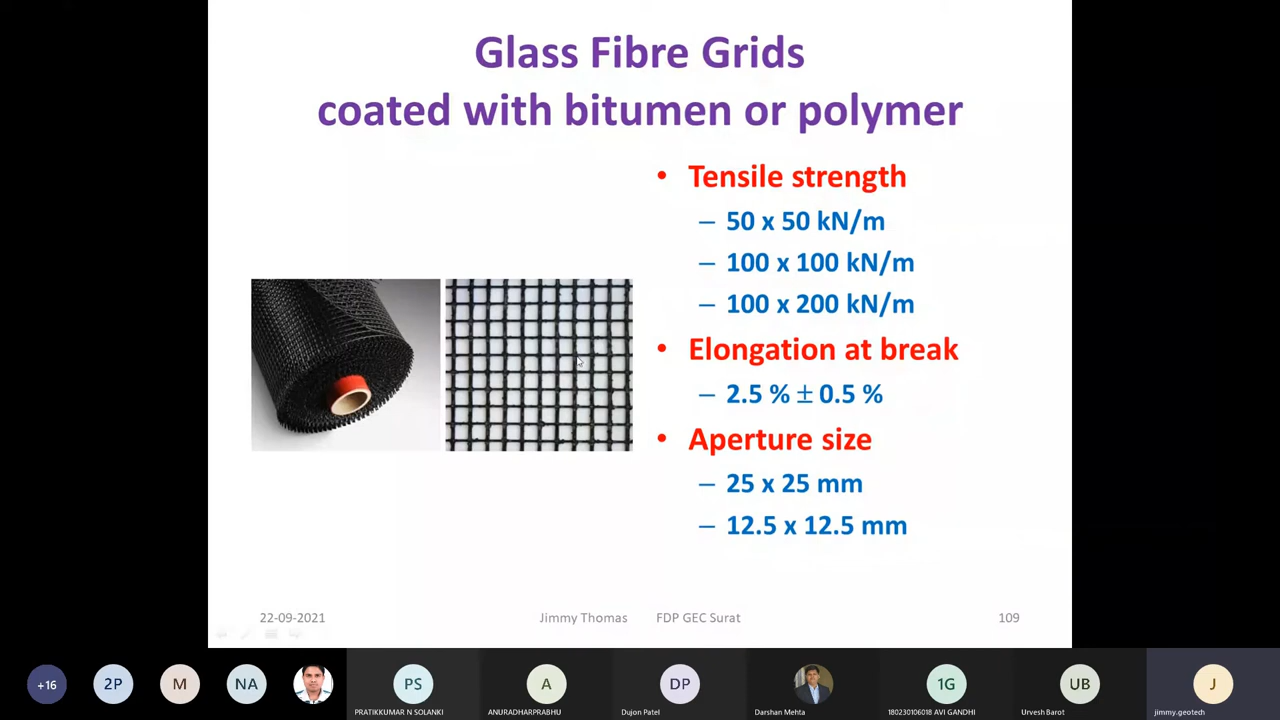 Glass Fibre Grids
coated with bitumen or polymer
• Tensile strength
– 50 x 50 kN/m
– 100 x 100 kN/m
– 100 x 200 kN/m
• Elongation at break
– 2.5 % ± 0.5 %
• Aperture size
– 25 x 25 mm
– 12.5 x 12.5 mm
22-09-2021 Jimmy Thomas FDP GEC Surat 109
+16 2P M NA PS A DP 1G UB J
PRATIKKUMAR N SOLANKI ANURADHARPRABHU Dujon Patel Darshan Mehta 180230106018 AVI GANDHI Urvesh Barot jimmy.geotech